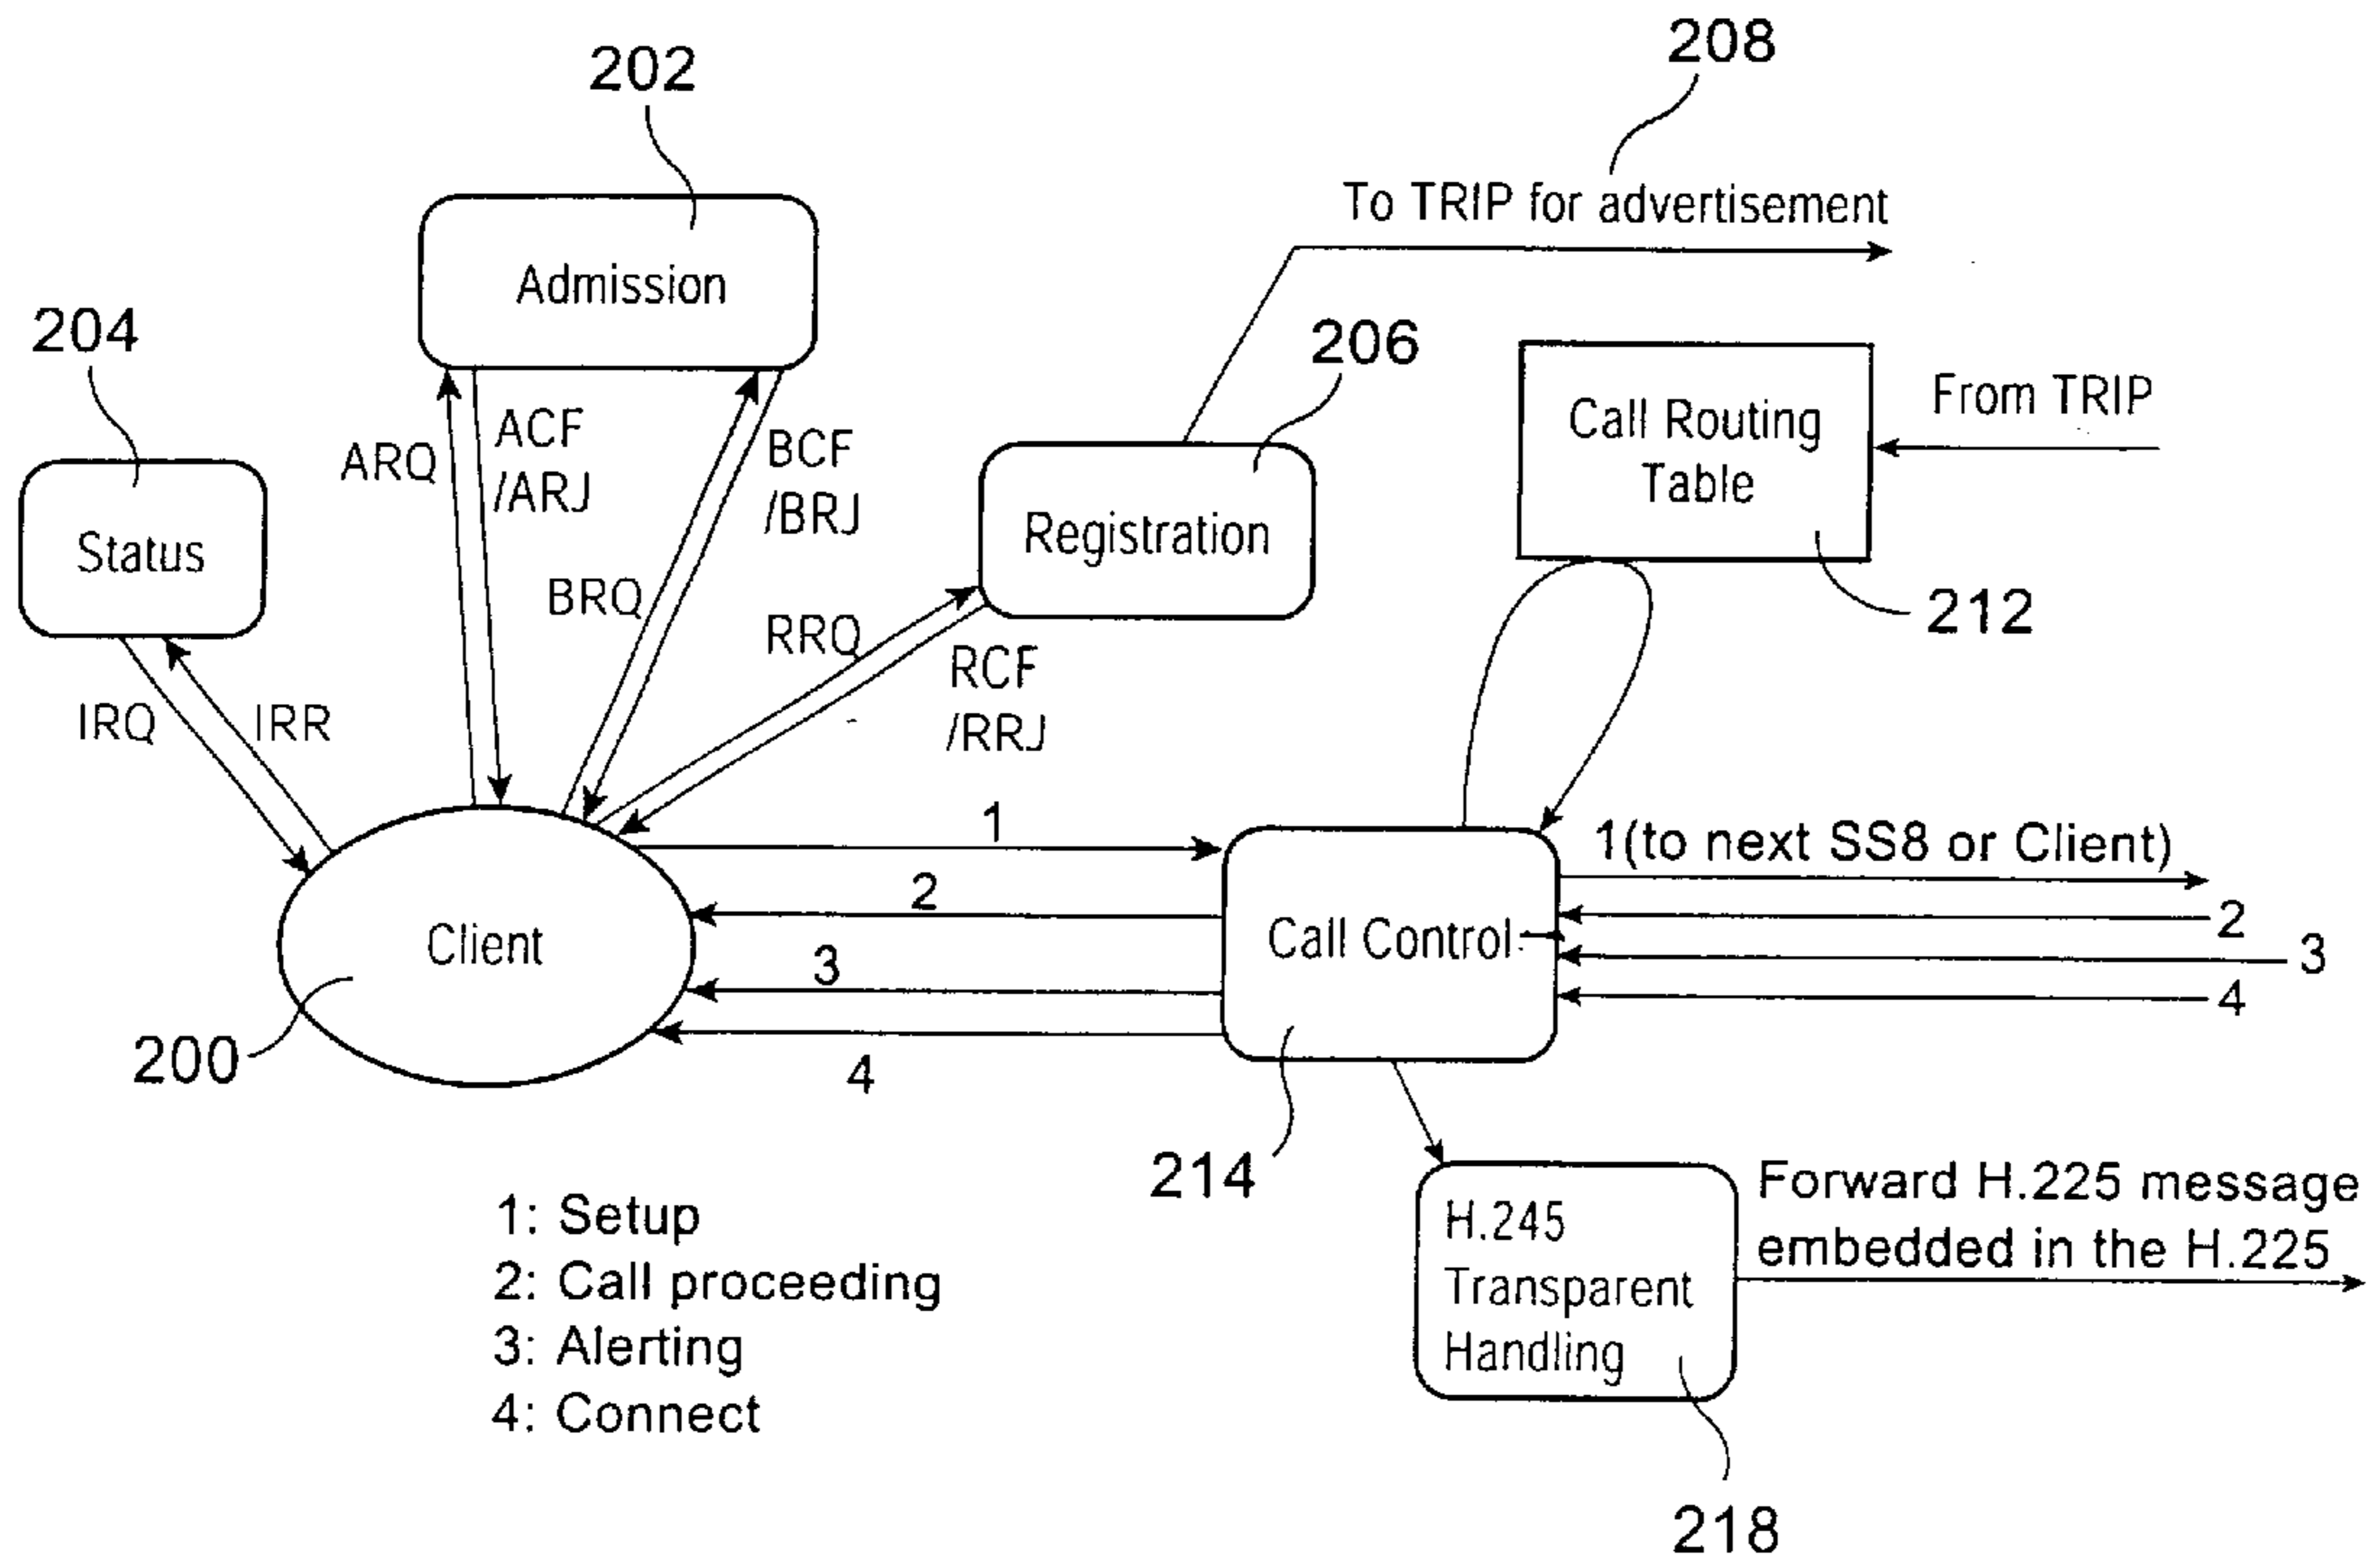 208
202
To TRIP for advertisement
Admission
204
206
Call Routing
Table
From TRIP
ARQ
ACF
/ARJ
BCF
/BRJ
Status
Registration
BRQ
212
RRQ
RCF
/RRJ
IRQ
IRR
1
1(to next SS8 or Client)
2
2
Client
Call Control
3
3
4
200
4
214
1: Setup
2: Call proceeding
3: Alerting
4: Connect
H.245
Transparent
Handling
Forward H.225 message
embedded in the H.225
218